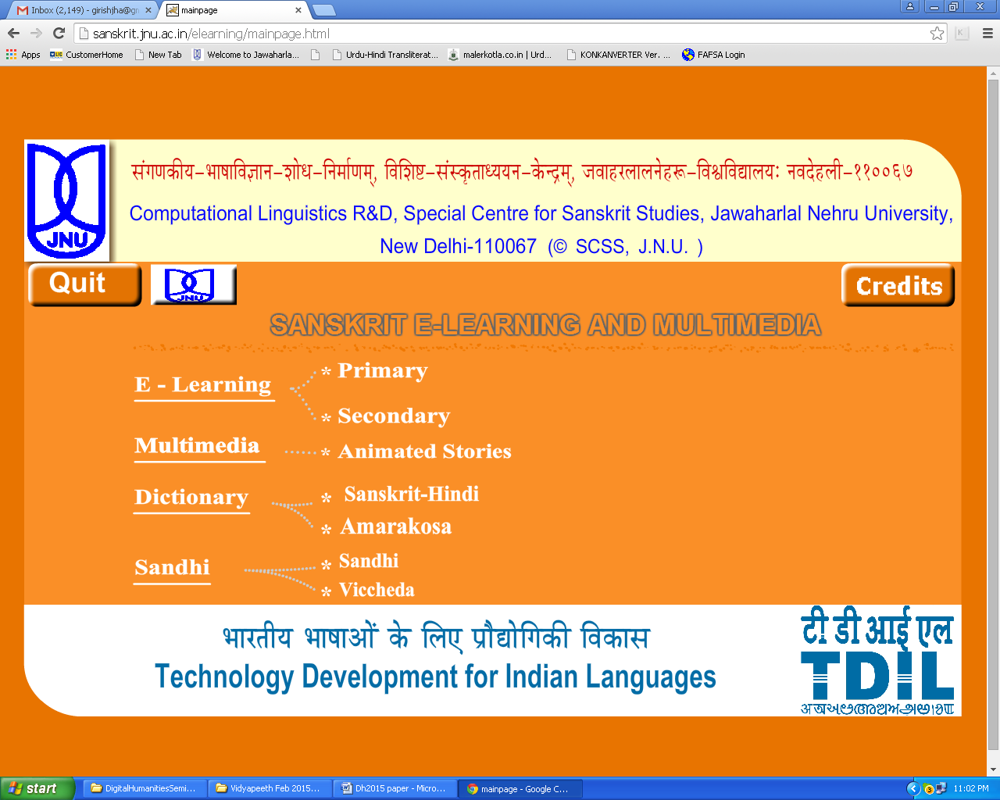 Inbox (2,149) - girishjha@gm
mainpage
sanskrit.jnu.ac.in/elearning/mainpage.html
Apps CustomerHome New Tab Welcome to Jawaharla... Urdu-Hindi Transliterat... malerkotla.co.in | Urd... KONKANVERTER Ver. ... FAFSA Login
संगणकीय-भाषाविज्ञान-शोध-निर्माणम्, विशिष्ट-संस्कृताध्ययन-केन्द्रम्, जवाहरलालनेहरू-विश्वविद्यालयः नवदेहली-११००६७
Computational Linguistics R&D, Special Centre for Sanskrit Studies, Jawaharlal Nehru University,
New Delhi-110067 (© SCSS, J.N.U. )
JNU
Quit
JNU
Credits
SANSKRIT E-LEARNING AND MULTIMEDIA
E - Learning
* Primary
* Secondary
Multimedia
* Animated Stories
Dictionary
* Sanskrit-Hindi
* Amarakosa
Sandhi
* Sandhi
* Viccheda
भारतीय भाषाओं के लिए प्रौद्योगिकी विकास
Technology Development for Indian Languages
टी डी आई एल
TDIL
start
DigitalHumanitiesSemi...
Vidyapeeth Feb 2015...
Dh2015 paper - Micro...
mainpage - Google C...
11:02 PM